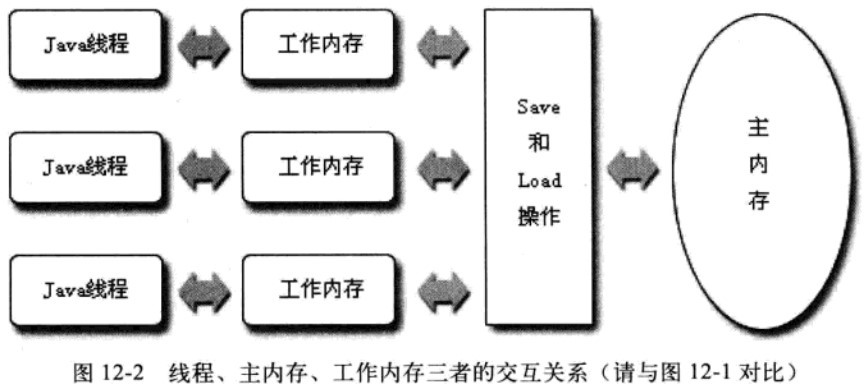 Java线程
工作内存
Java线程
工作内存
Java线程
工作内存
Save
和
Load
操作
主
内
存
图 12-2 线程、主内存、工作内存三者的交互关系（请与图 12-1 对比）